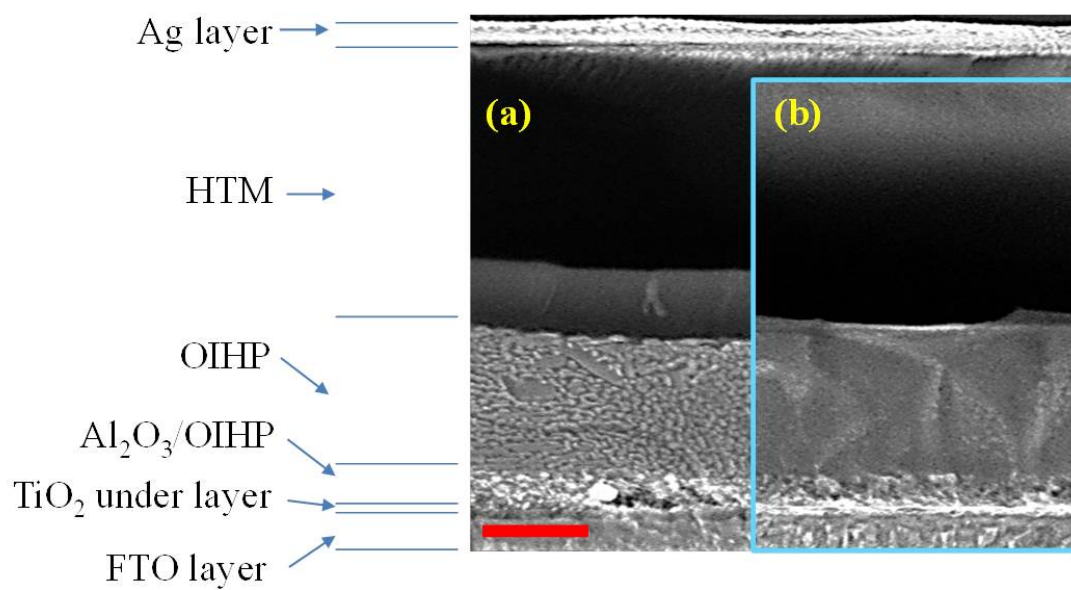 Ag layer
(a)
(b)
HTM
OIHP
Al₂O₃/OIHP
TiO₂ under layer
FTO layer